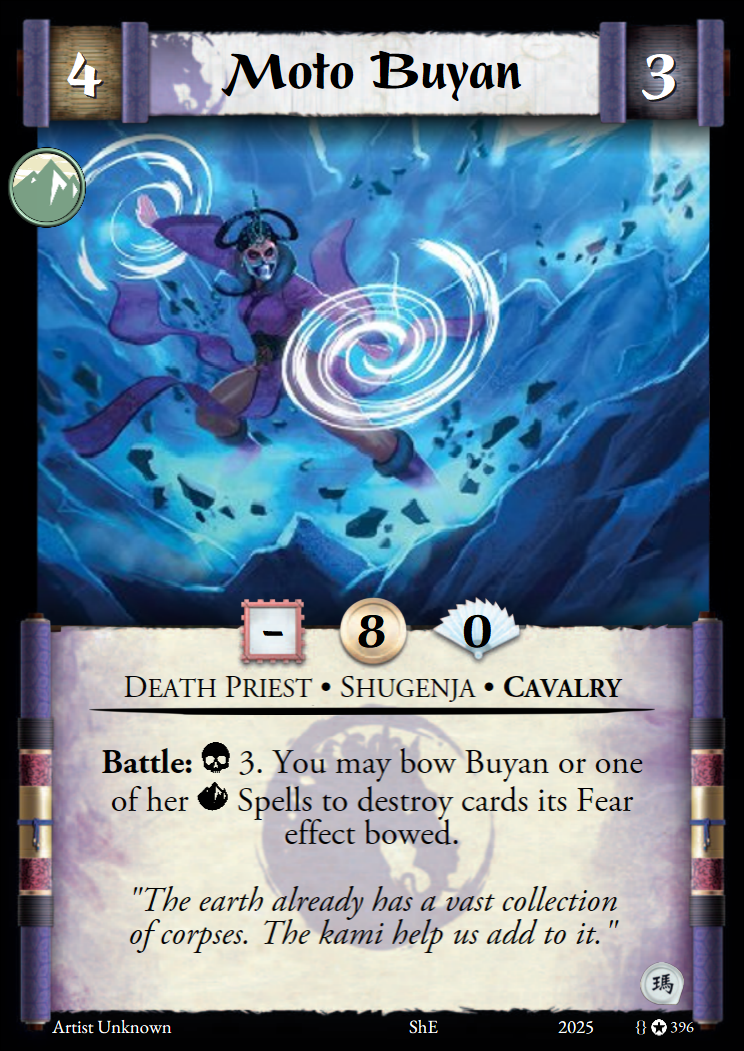 4 Moto Buyan 3
- 8 0
DEATH PRIEST • SHUGENJA • CAVALRY
Battle: 3. You may bow Buyan or one
of her Spells to destroy cards its Fear
effect bowed.
"The earth already has a vast collection
of corpses. The kami help us add to it."
瑪
Artist Unknown ShE 2025 {} 396